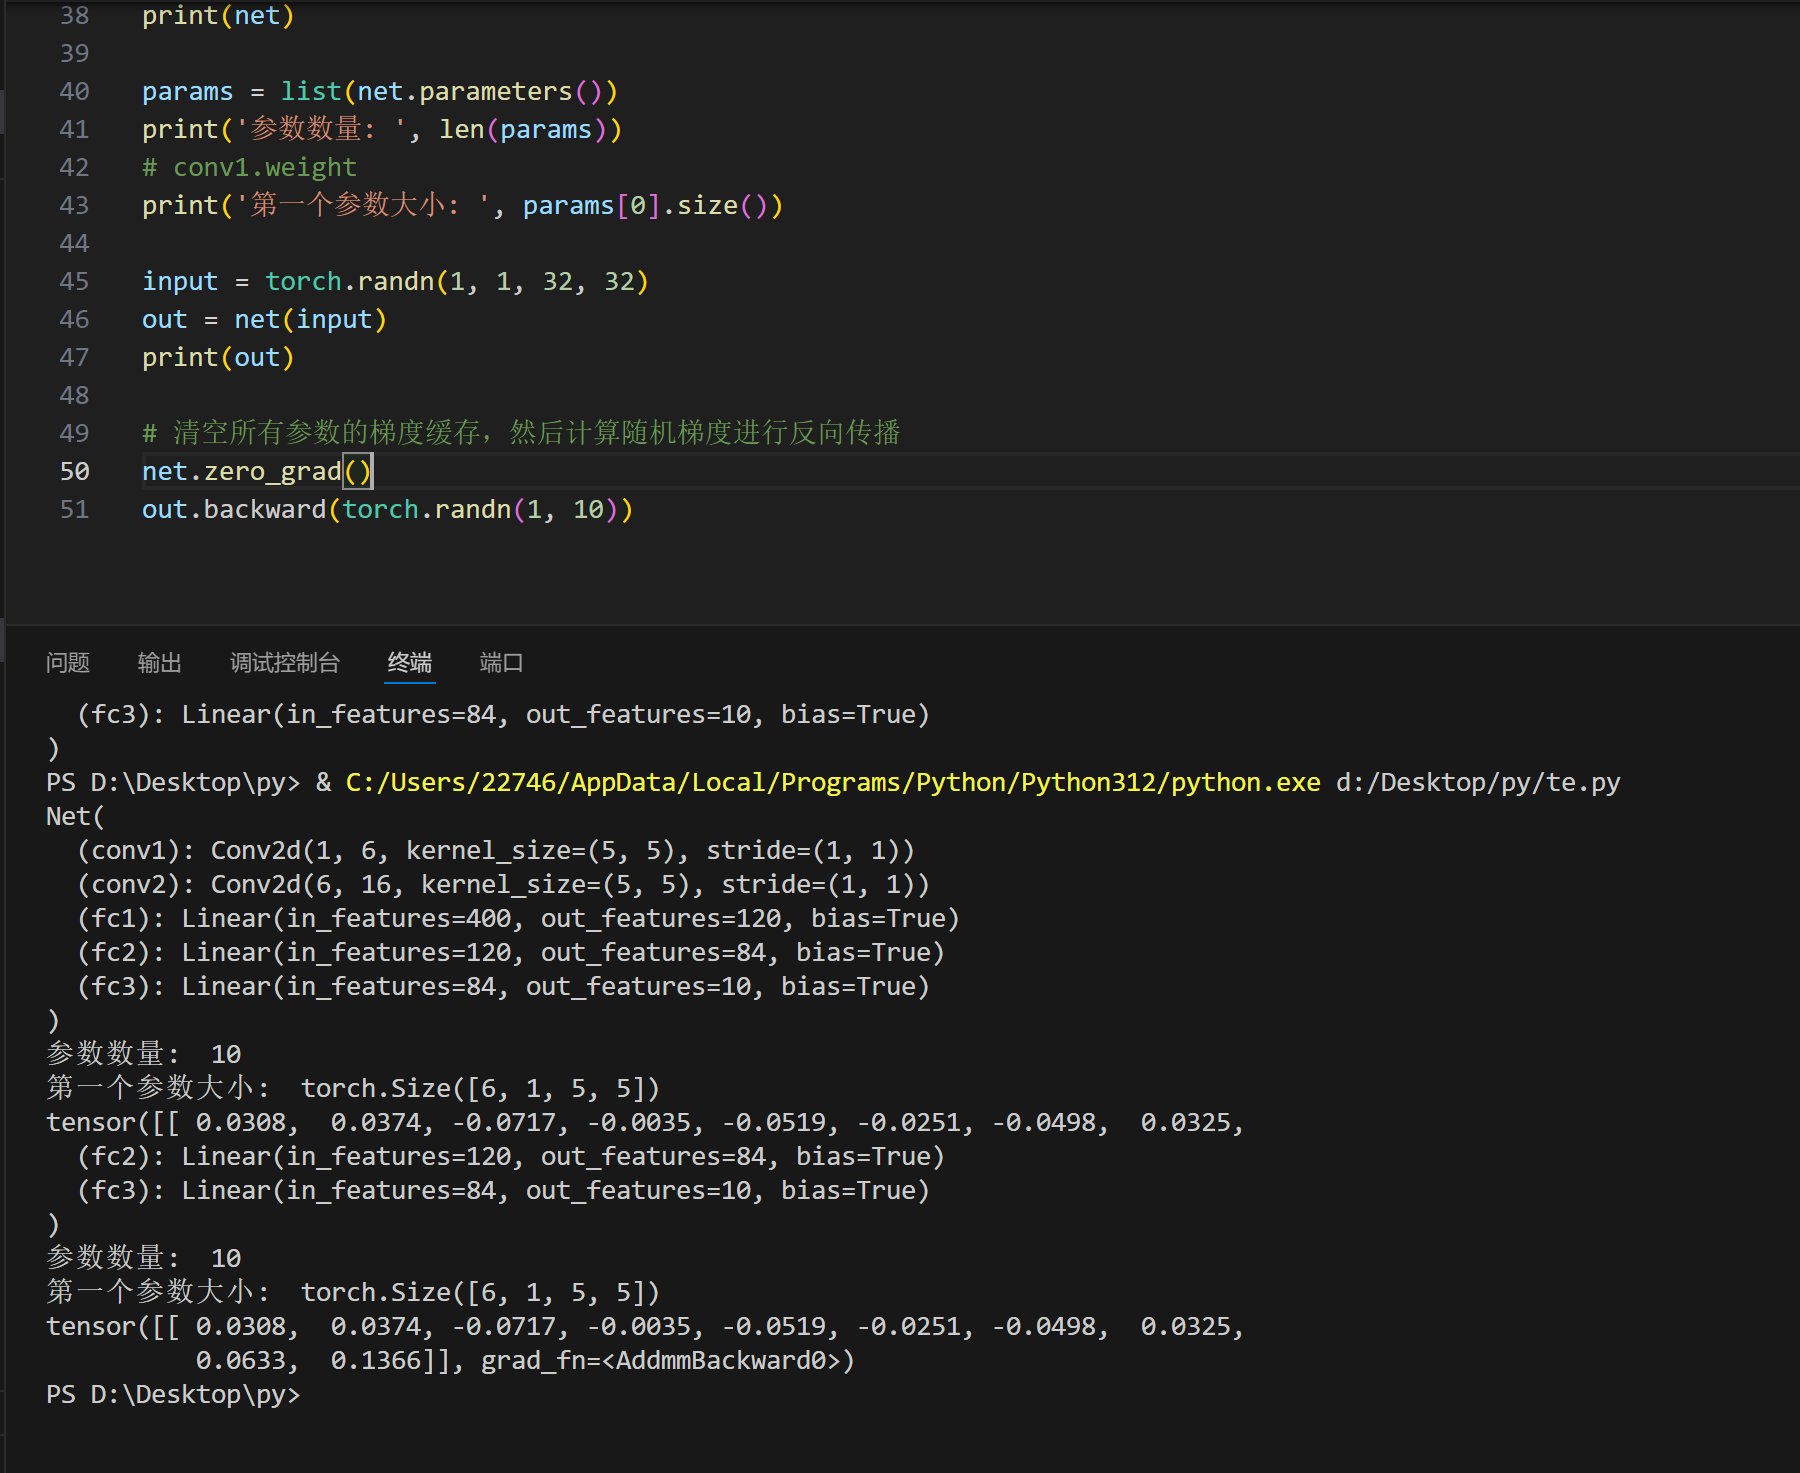 38 print(net)
39
40 params = list(net.parameters())
41 print('参数数量: ', len(params))
42 # conv1.weight
43 print('第一个参数大小: ', params[0].size())
44
45 input = torch.randn(1, 1, 32, 32)
46 out = net(input)
47 print(out)
48
49 # 清空所有参数的梯度缓存，然后计算随机梯度进行反向传播
50 net.zero_grad()
51 out.backward(torch.randn(1, 10))
问题 输出 调试控制台 终端 端口
(fc3): Linear(in_features=84, out_features=10, bias=True)
)
PS D:\Desktop\py> & C:/Users/22746/AppData/Local/Programs/Python/Python312/python.exe d:/Desktop/py/te.py
Net(
(conv1): Conv2d(1, 6, kernel_size=(5, 5), stride=(1, 1))
(conv2): Conv2d(6, 16, kernel_size=(5, 5), stride=(1, 1))
(fc1): Linear(in_features=400, out_features=120, bias=True)
(fc2): Linear(in_features=120, out_features=84, bias=True)
(fc3): Linear(in_features=84, out_features=10, bias=True)
)
参数数量: 10
第一个参数大小: torch.Size([6, 1, 5, 5])
tensor([[ 0.0308, 0.0374, -0.0717, -0.0035, -0.0519, -0.0251, -0.0498, 0.0325,
(fc2): Linear(in_features=120, out_features=84, bias=True)
(fc3): Linear(in_features=84, out_features=10, bias=True)
)
参数数量: 10
第一个参数大小: torch.Size([6, 1, 5, 5])
tensor([[ 0.0308, 0.0374, -0.0717, -0.0035, -0.0519, -0.0251, -0.0498, 0.0325,
0.0633, 0.1366]], grad_fn=<AddmmBackward0>)
PS D:\Desktop\py>